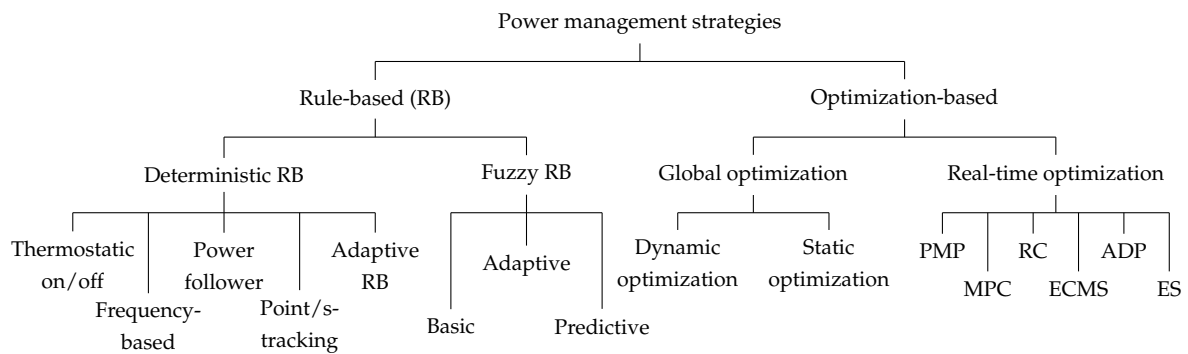 Power management strategies
Rule-based (RB)
Optimization-based
Deterministic RB
Fuzzy RB
Global optimization
Real-time optimization
Thermostatic
on/off
Frequency-
based
Power
follower
Point/s-
tracking
Adaptive
RB
Basic
Adaptive
Predictive
Dynamic
optimization
Static
optimization
PMP
MPC
RC
ECMS
ADP
ES